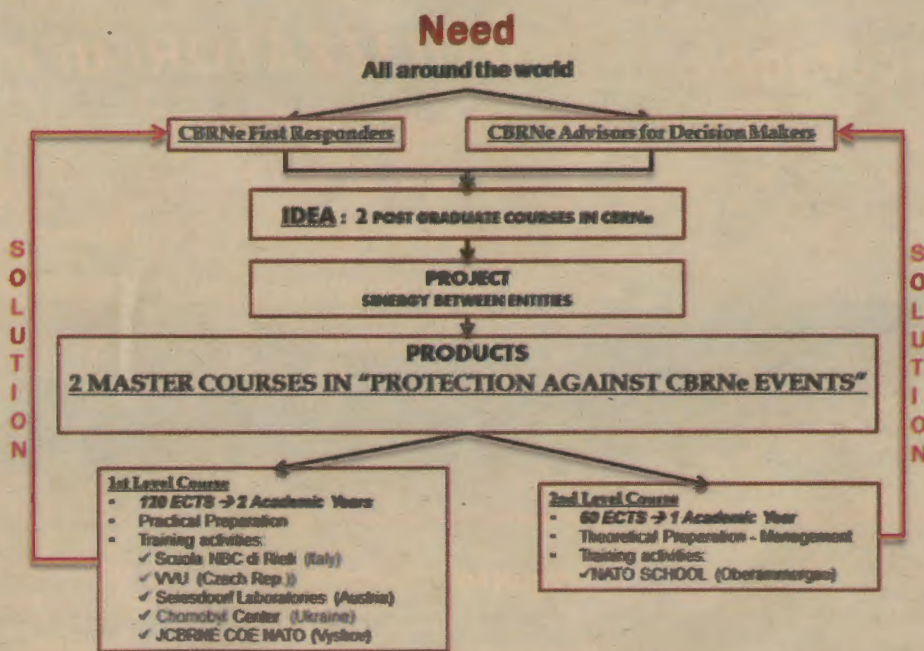 Need
All around the world
CBRNe First Responders
CBRNe Advisors for Decision Makers
IDEA : 2 POST GRADUATE COURSES IN CBRNe
PROJECT
SINERGY BETWEEN ENTITIES
PRODUCTS
2 MASTER COURSES IN "PROTECTION AGAINST CBRNe EVENTS"
SOLUTION
SOLUTION
1st Level Course
• 120 ECTS → 2 Academic Years
• Practical Preparation
• Training activities:
✓ Scuola NBC di Rieti (Italy)
✓ VVU (Czech Rep.))
✓ Seiesdorf Laboratories (Austria)
✓ Chornobyl Center (Ukraine)
✓ JCBRNE COE NATO (Vyskov)
2nd Level Course
• 60 ECTS → 1 Academic Year
• Theoretical Preparation - Management
• Training activities:
✓NATO SCHOOL (Oberammergau)